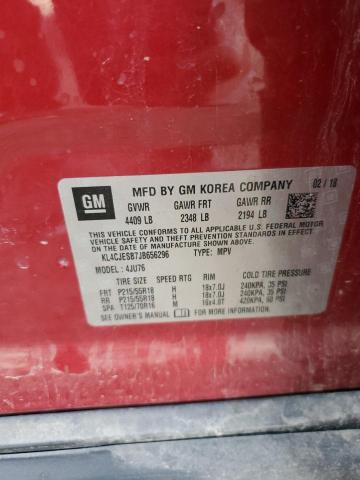 GM
MFD BY GM KOREA COMPANY 02/18
GVWR GAWR FRT GAWR RR
4409 LB 2348 LB 2194 LB
THIS VEHICLE CONFORMS TO ALL APPLICABLE U.S. FEDERAL MOTOR
VEHICLE SAFETY AND THEFT PREVENTION STANDARDS IN EFFECT ON
THE DATE OF MANUFACTURE SHOWN ABOVE.
KL4CJESB7JB656296 TYPE: MPV
MODEL: 4JU76
TIRE SIZE SPEED RTG RIM COLD TIRE PRESSURE
FRT P215/55R18 H 18x7.0J 240KPA, 35 PSI
RR P215/55R18 H 18x7.0J 240KPA, 35 PSI
SPA T125/70R16 M 16x4.0T 420KPA, 60 PSI
SEE OWNER'S MANUAL FOR ADDITIONAL INFORMATION